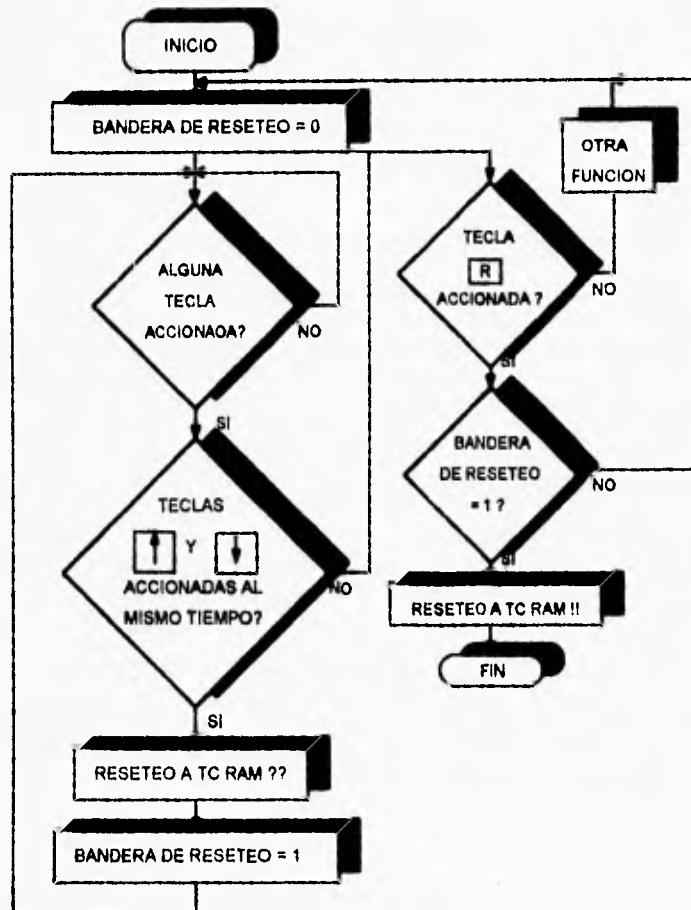 INICIO
BANDERA DE RESETEO = 0
ALGUNA
TECLA
ACCIONADA?
NO
SI
TECLAS
Y
ACCIONADAS AL
MISMO TIEMPO?
NO
SI
RESETEO A TC RAM ??
BANDERA DE RESETEO = 1
OTRA
FUNCION
TECLA
R
ACCIONADA ?
NO
SI
BANDERA
DE RESETEO
= 1 ?
NO
SI
RESETEO A TC RAM !!
FIN